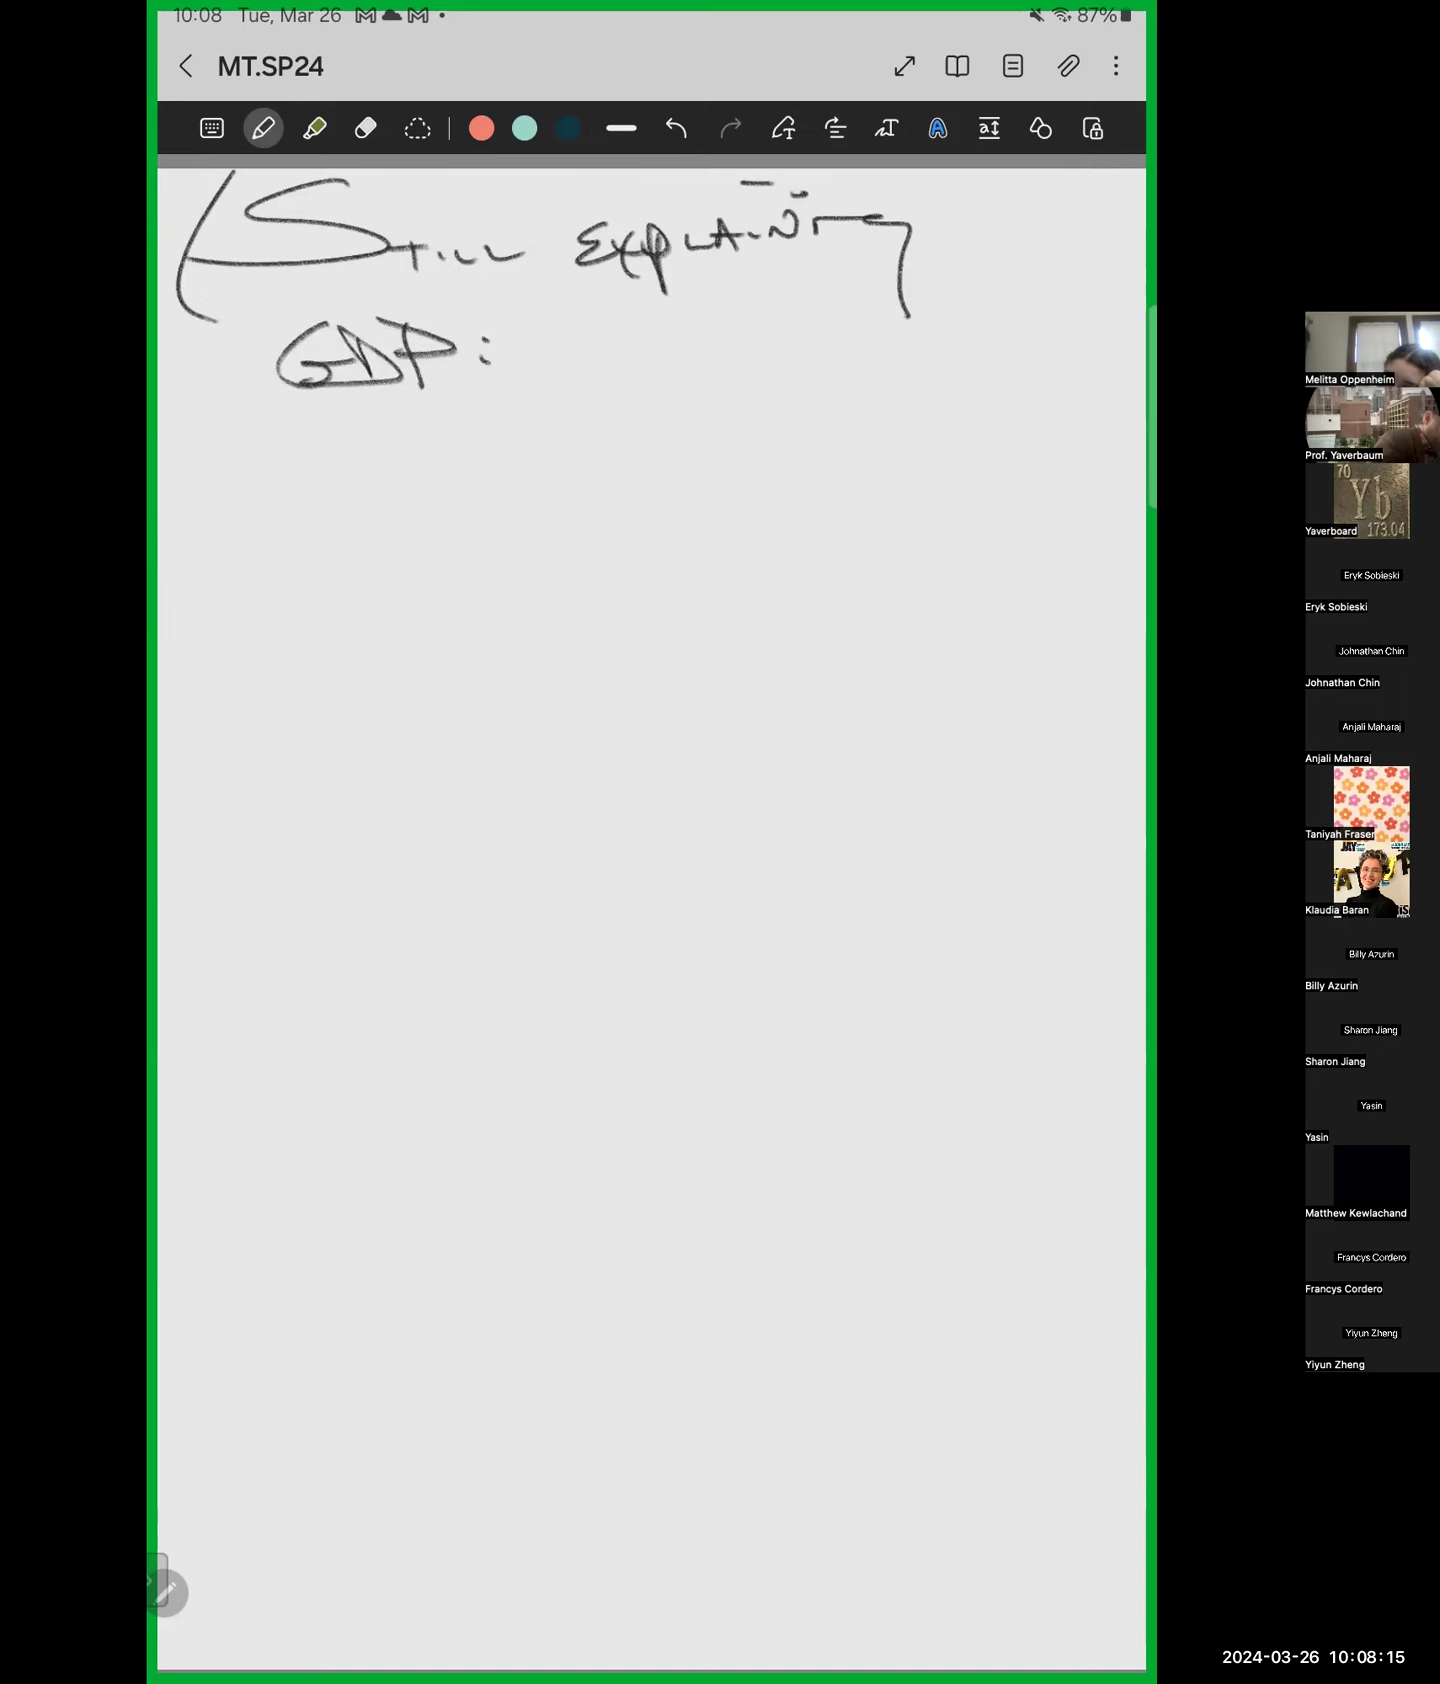 10:08 Tue, Mar 26 87%
MT.SP24
(Still explaining
GDP:
Melitta Oppenheim
Prof. Yaverbaum
70
Yb
173.04
Yaverboard
Eryk Sobieski
Eryk Sobieski
Johnathan Chin
Johnathan Chin
Anjali Maharaj
Anjali Maharaj
Taniyah Fraser
JAY
Klaudia Baran
Billy Azurin
Billy Azurin
Sharon Jiang
Sharon Jiang
Yasin
Yasin
Matthew Kewlachand
Francys Cordero
Francys Cordero
Yiyun Zheng
Yiyun Zheng
2024-03-26 10:08:15